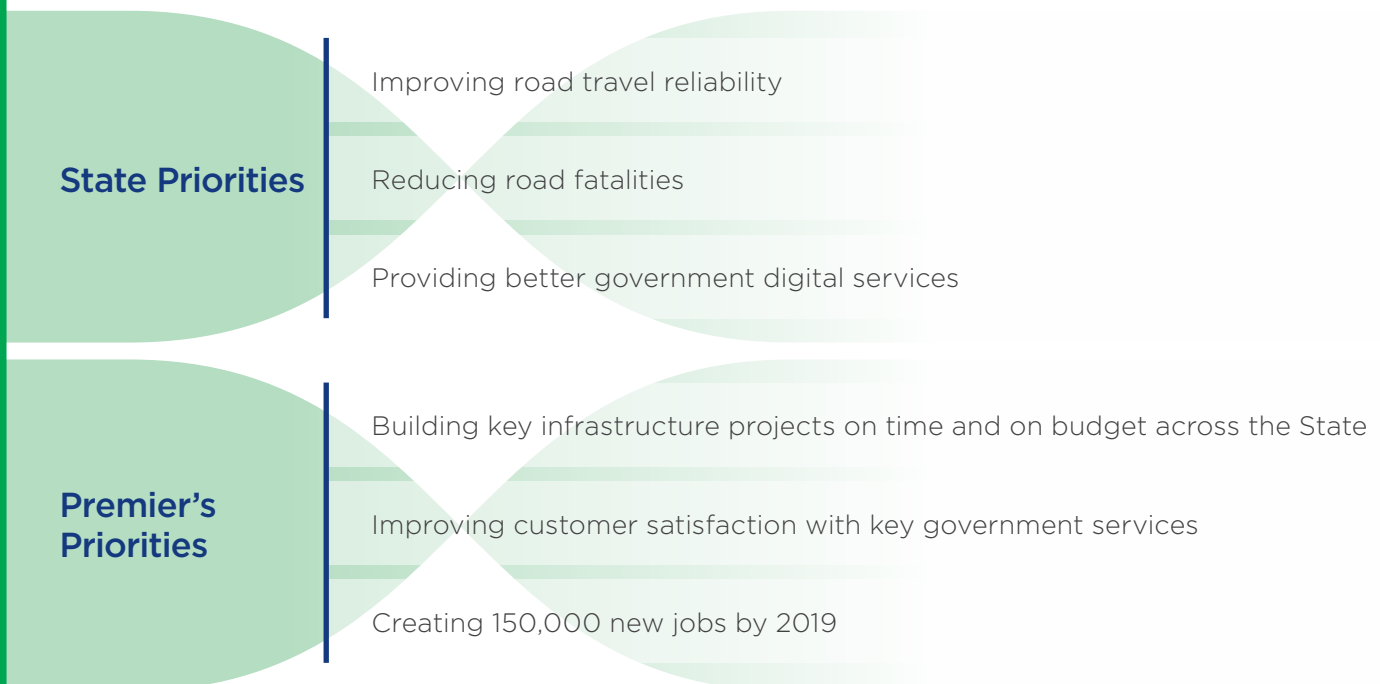 State Priorities
Improving road travel reliability
Reducing road fatalities
Providing better government digital services
Premier's
Priorities
Building key infrastructure projects on time and on budget across the State
Improving customer satisfaction with key government services
Creating 150,000 new jobs by 2019